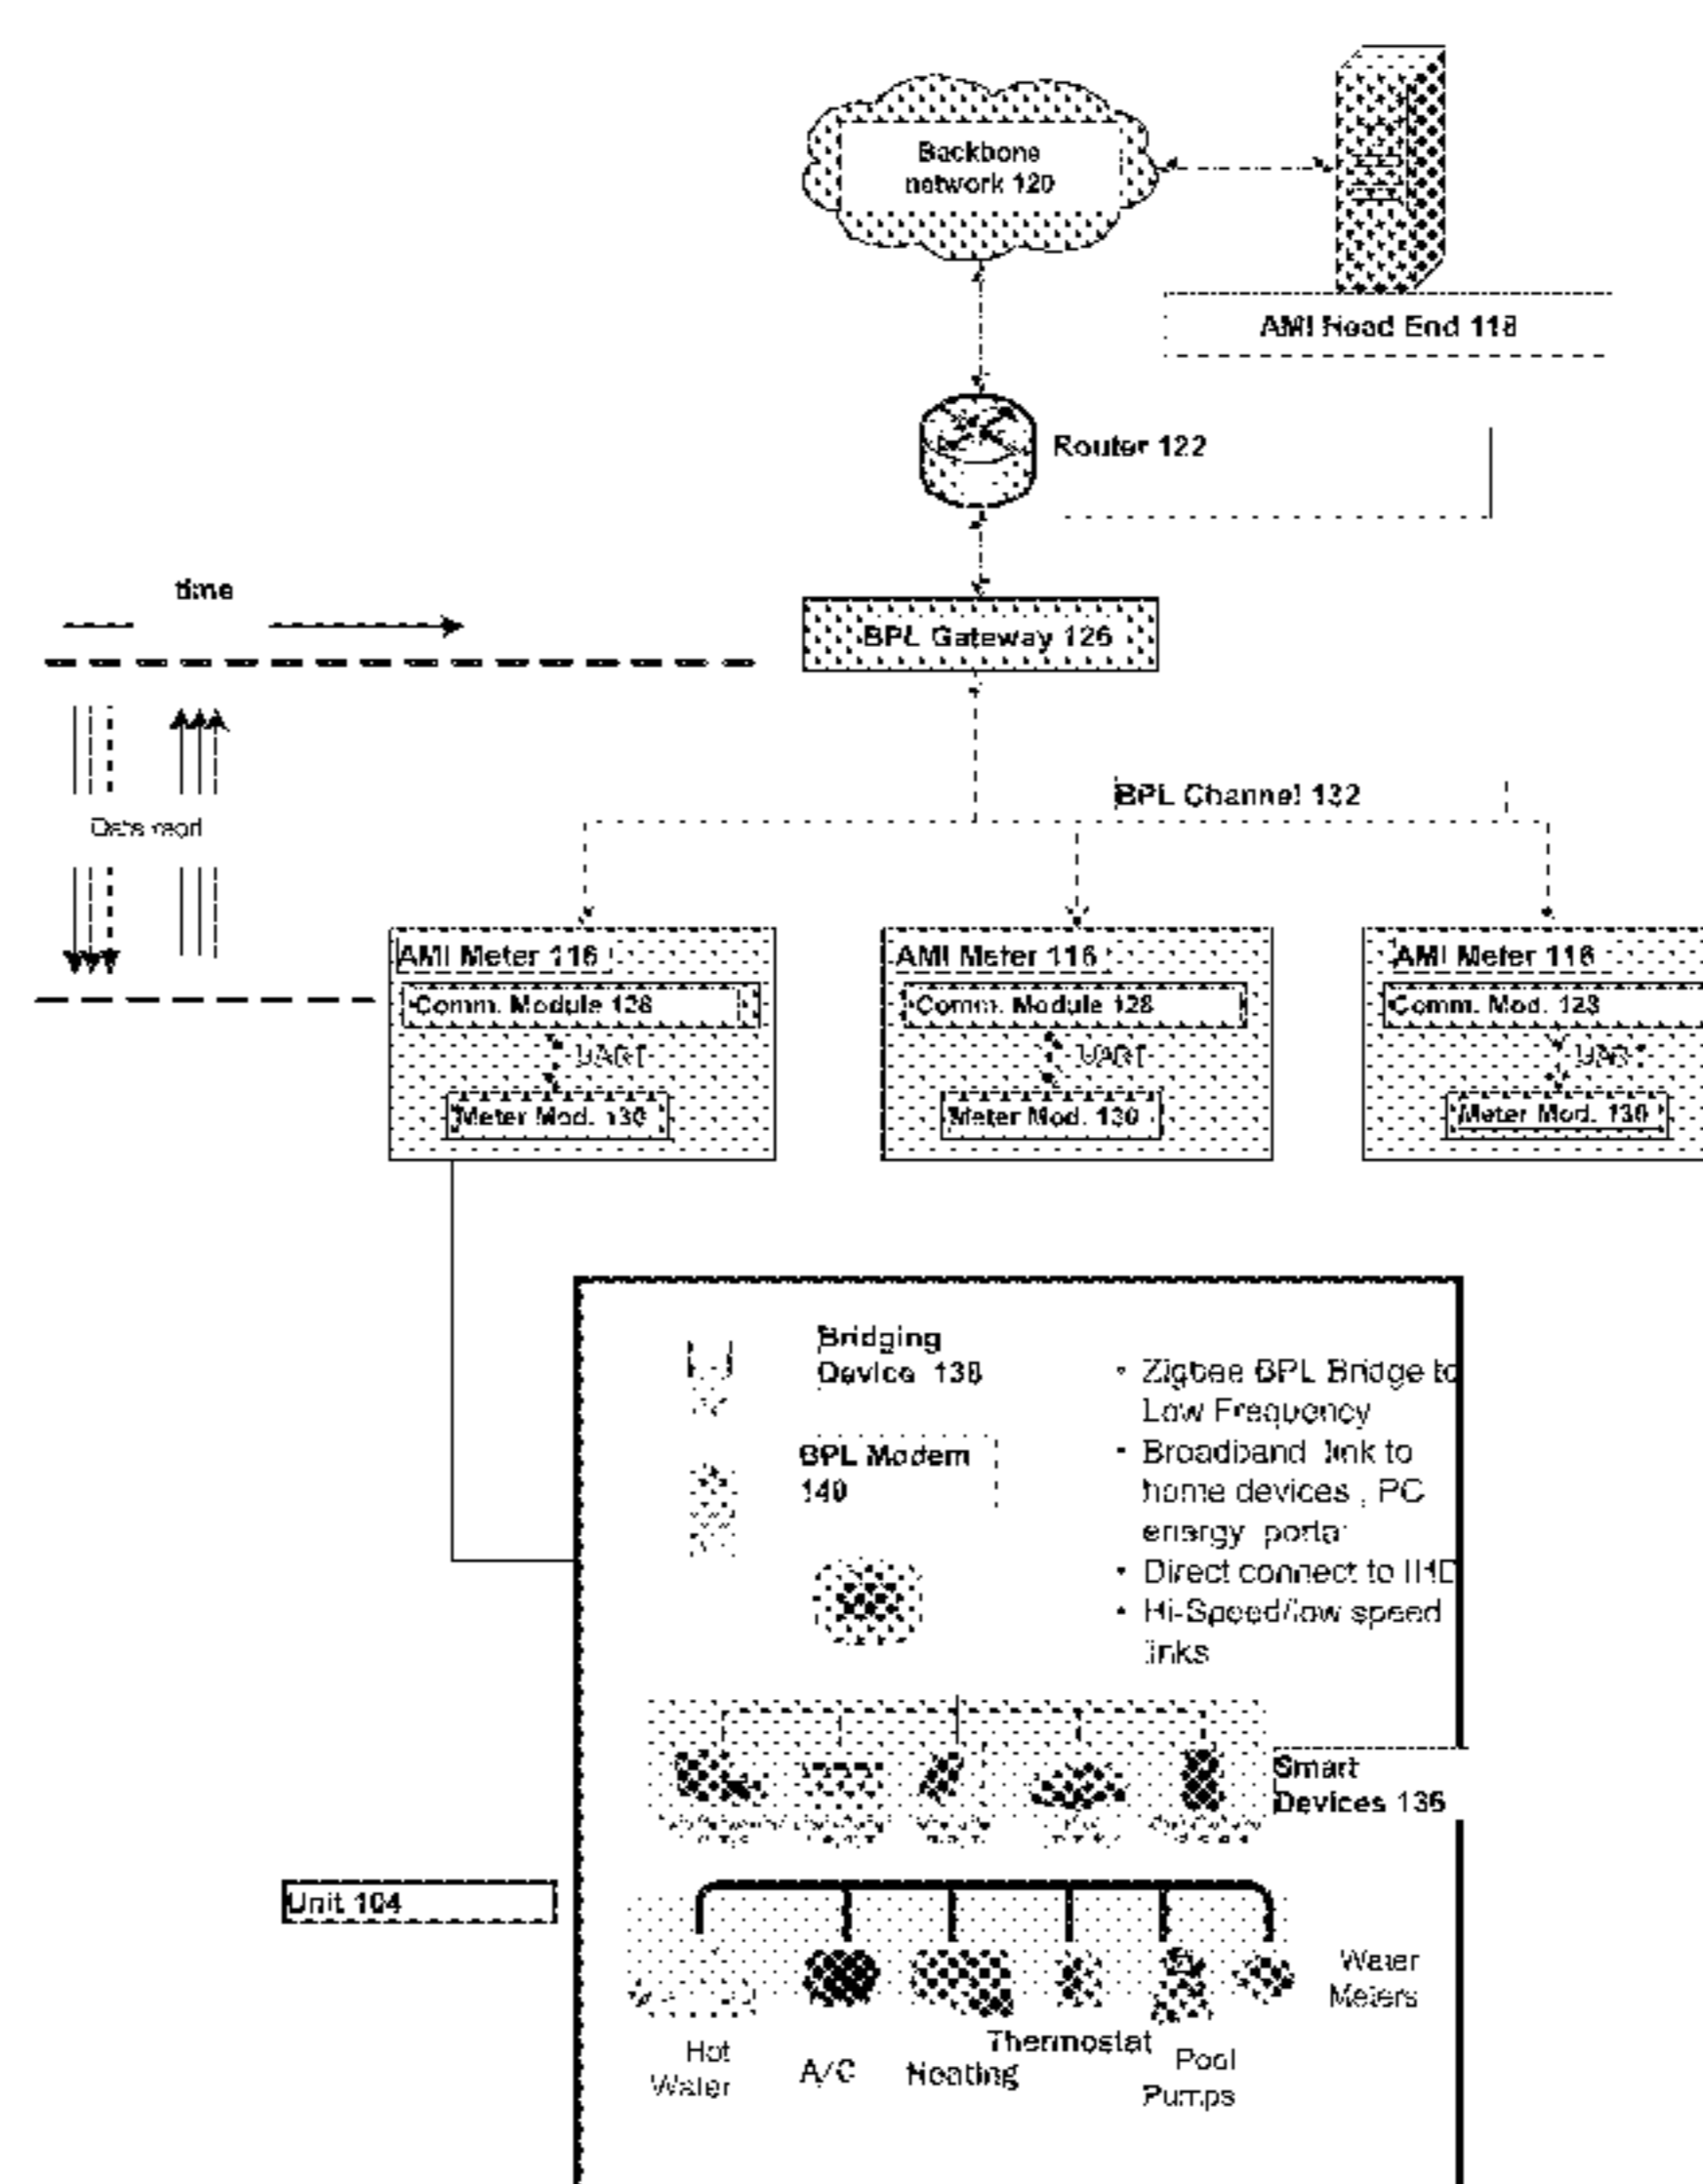 Backbone
network 120
AMI Head End 118
Router 122
time
BPL Gateway 126
BPL Channel 132
AMI Meter 116
Comm. Module 128
UART
Meter Mod. 130
AMI Meter 116
Comm. Module 128
UART
Meter Mod. 130
AMI Meter 116
Comm. Mod. 128
UART
Meter Mod. 130
Bridging
Device 138
BPL Modem
140
• Zigbee BPL Bridge to
Low Frequency
• Broadband link to
home devices , PC
energy portal
• Direct connect to IHD
• Hi-Speed/low speed
links
Smart
Devices 136
Unit 104
Hot
Water
A/C
Heating
Thermostat
Pool
Pumps
Water
Meters